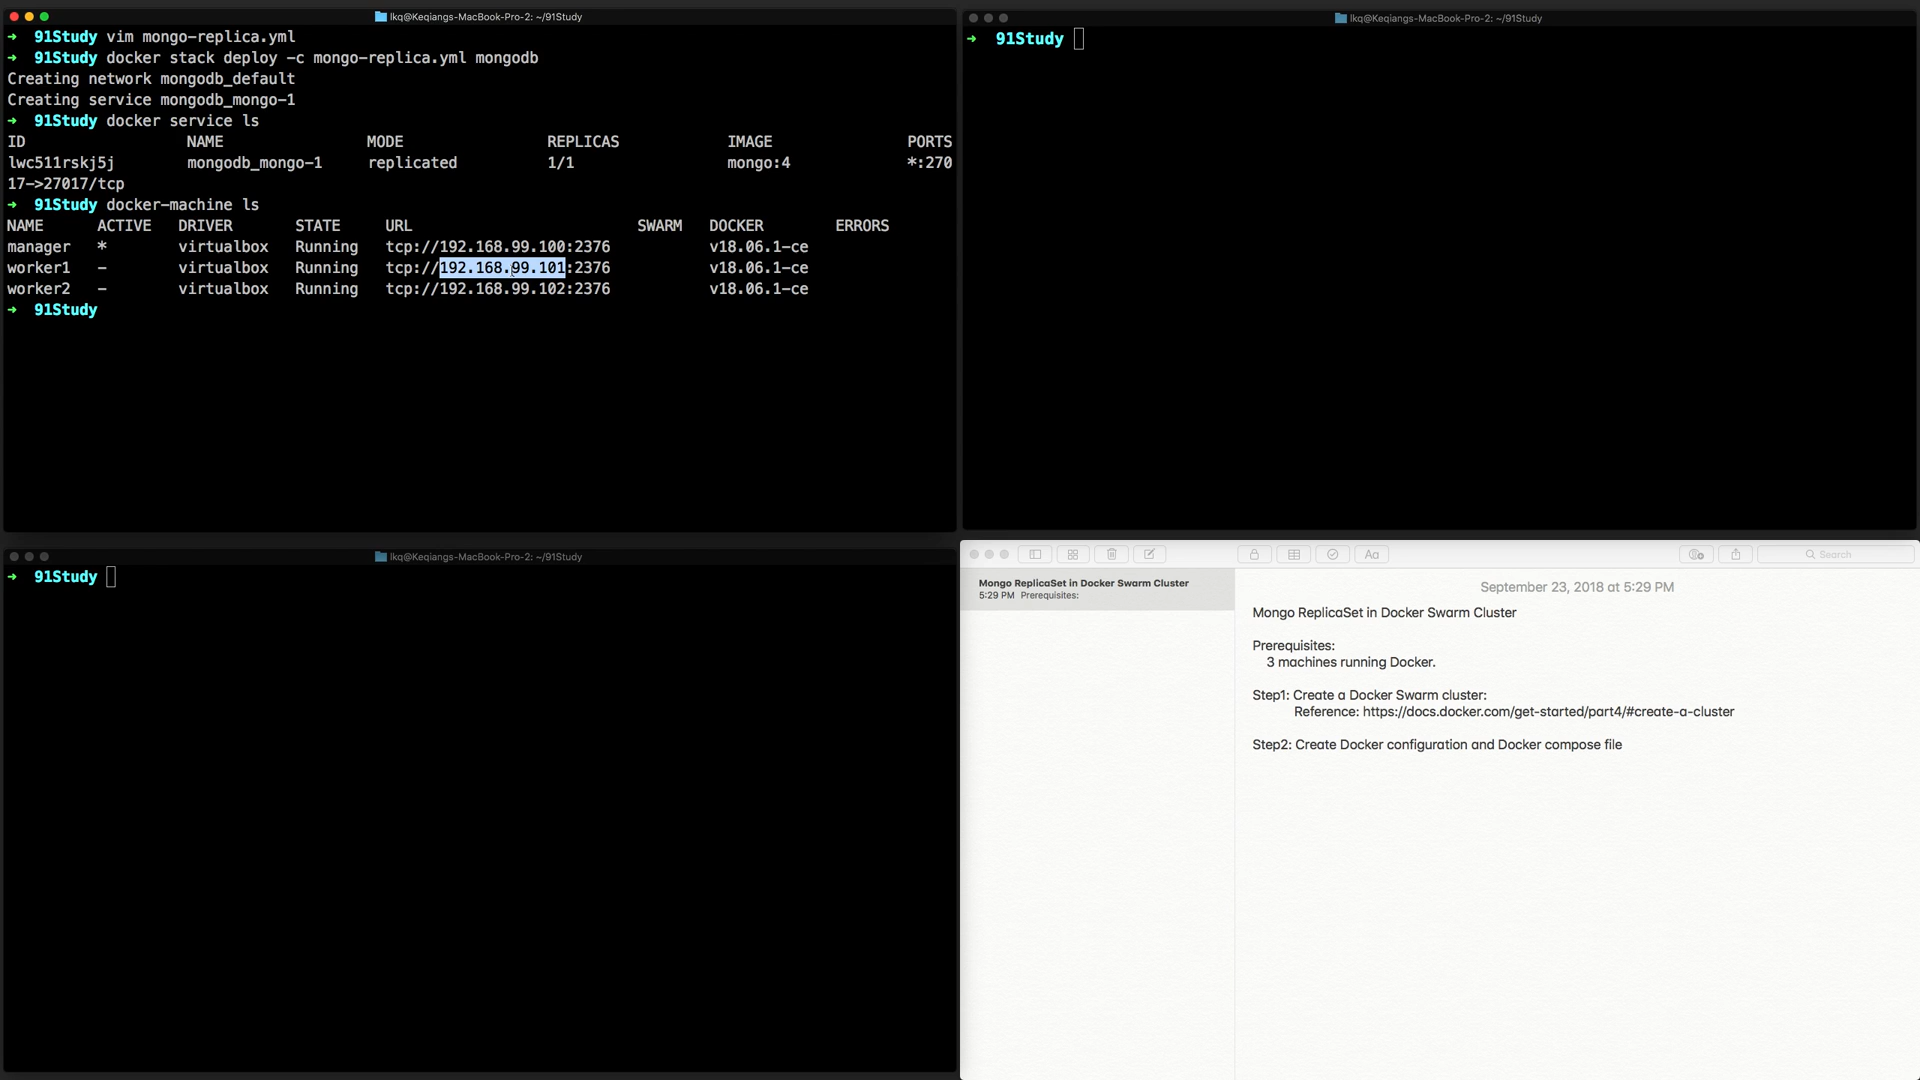 lkq@Keqiangs-MacBook-Pro-2: ~/91Study
→ 91Study vim mongo-replica.yml
→ 91Study docker stack deploy -c mongo-replica.yml mongodb
Creating network mongodb_default
Creating service mongodb_mongo-1
→ 91Study docker service ls
ID NAME MODE REPLICAS IMAGE PORTS
lwc511rskj5j mongodb_mongo-1 replicated 1/1 mongo:4 *:270
17->27017/tcp
→ 91Study docker-machine ls
NAME ACTIVE DRIVER STATE URL SWARM DOCKER ERRORS
manager * virtualbox Running tcp://192.168.99.100:2376 v18.06.1-ce
worker1 - virtualbox Running tcp://192.168.99.101:2376 v18.06.1-ce
worker2 - virtualbox Running tcp://192.168.99.102:2376 v18.06.1-ce
→ 91Study
lkq@Keqiangs-MacBook-Pro-2: ~/91Study
→ 91Study
lkq@Keqiangs-MacBook-Pro-2: ~/91Study
→ 91Study
Aa
Search
Mongo ReplicaSet in Docker Swarm Cluster
5:29 PM Prerequisites:
September 23, 2018 at 5:29 PM
Mongo ReplicaSet in Docker Swarm Cluster
Prerequisites:
3 machines running Docker.
Step1: Create a Docker Swarm cluster:
Reference: https://docs.docker.com/get-started/part4/#create-a-cluster
Step2: Create Docker configuration and Docker compose file